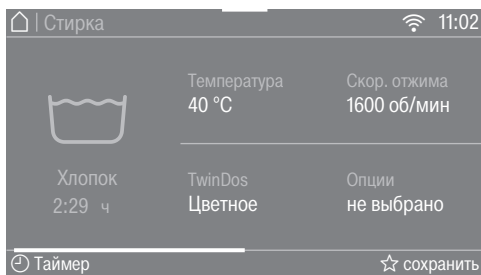 | Стирка
11:02
Температура
40 °C
Скор. отжима
1600 об/мин
Хлопок
2:29 ч
TwinDos
Цветное
Опции
не выбрано
Таймер
сохранить